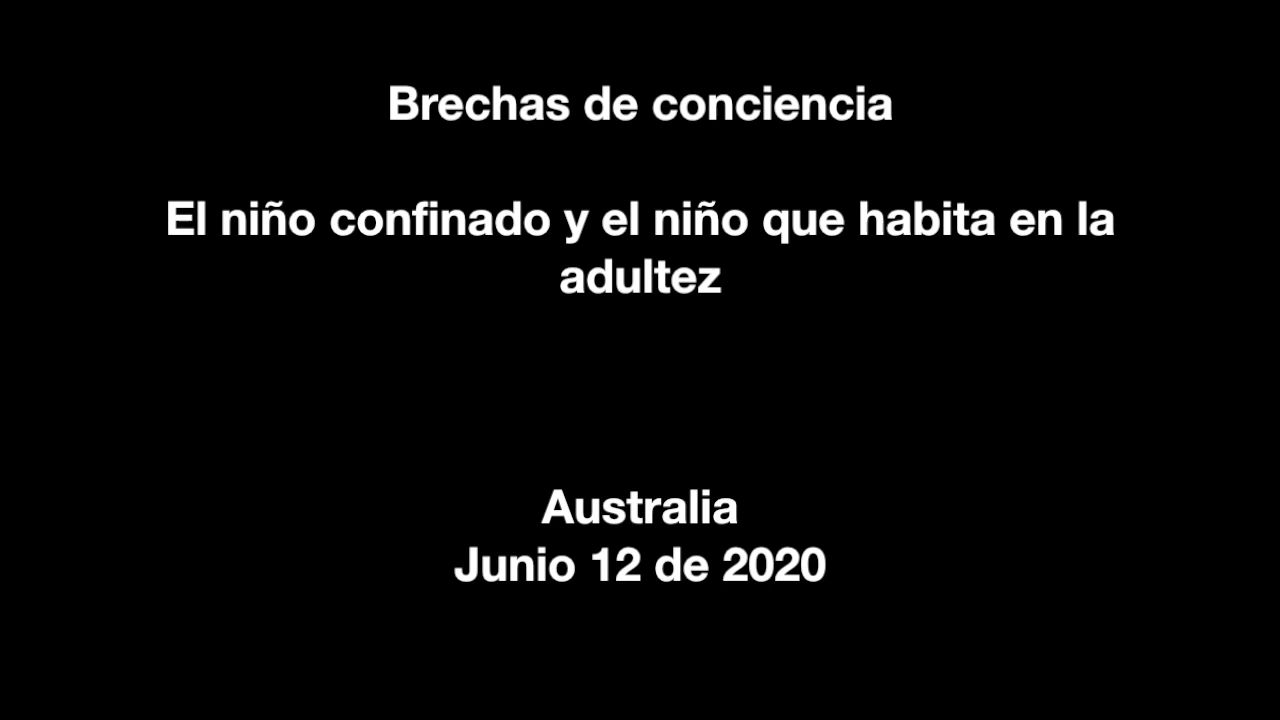 Brechas de conciencia
El niño confinado y el niño que habita en la
adultez
Australia
Junio 12 de 2020